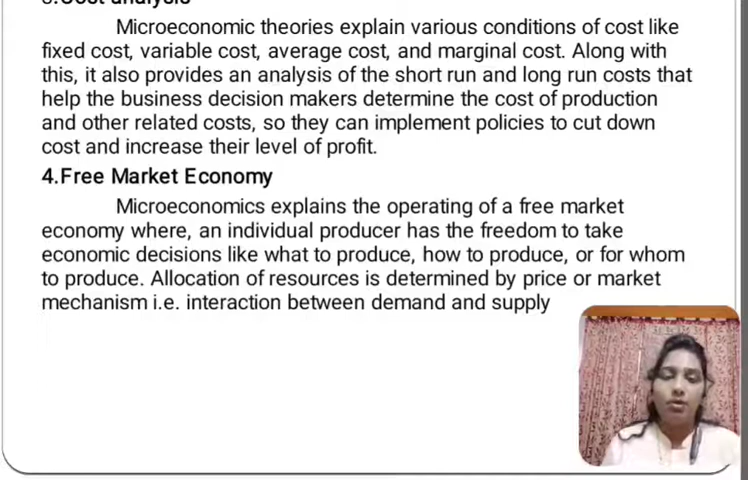 3.Cost analysis
Microeconomic theories explain various conditions of cost like
fixed cost, variable cost, average cost, and marginal cost. Along with
this, it also provides an analysis of the short run and long run costs that
help the business decision makers determine the cost of production
and other related costs, so they can implement policies to cut down
cost and increase their level of profit.
4.Free Market Economy
Microeconomics explains the operating of a free market
economy where, an individual producer has the freedom to take
economic decisions like what to produce, how to produce, or for whom
to produce. Allocation of resources is determined by price or market
mechanism i.e. interaction between demand and supply